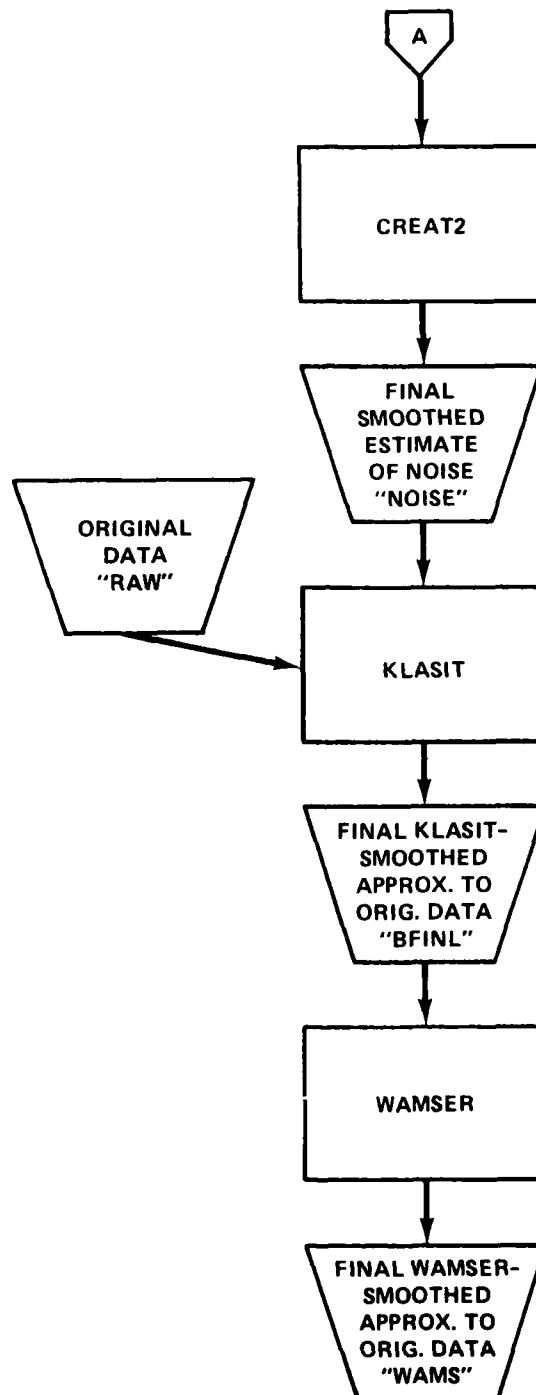 A
CREAT2
FINAL
SMOOTHED
ESTIMATE
OF NOISE
"NOISE"
ORIGINAL
DATA
"RAW"
KLASIT
FINAL KLASIT-
SMOOTHED
APPROX. TO
ORIG. DATA
"BFINL"
WAMSER
FINAL WAMSER-
SMOOTHED
APPROX. TO
ORIG. DATA
"WAMS"